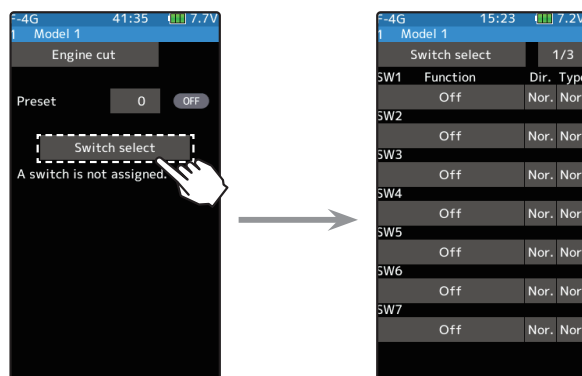 -4G 41:35 7.7V
1 Model 1
Engine cut
Preset 0 OFF
Switch select
A switch is not assigned.
-4G 15:23 7.2V
1 Model 1
Switch select 1/3
SW1 Function Dir. Type
Off Nor. Nor
SW2
Off Nor. Nor
SW3
Off Nor. Nor
SW4
Off Nor. Nor
SW5
Off Nor. Nor
SW6
Off Nor. Nor
SW7
Off Nor. Nor